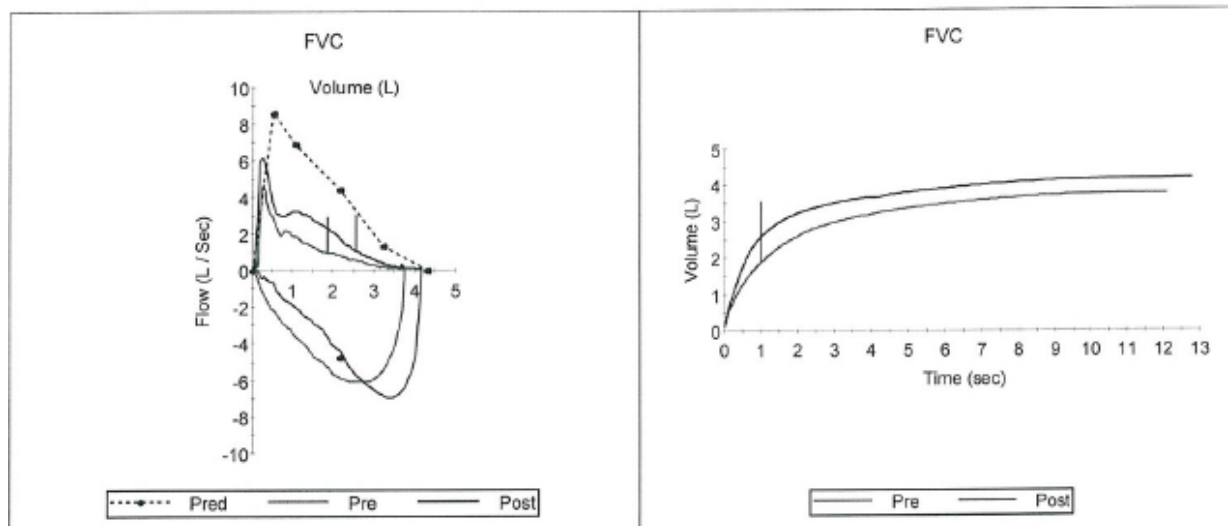 FVC
Volume (L)
10
8
6
4
2
0
-2
-4
-6
-8
-10
1 2 3 4 5
Flow (L / Sec)
Pred Pre Post
FVC
5
4
3
2
1
0
Volume (L)
0 1 2 3 4 5 6 7 8 9 10 11 12 13
Time (sec)
Pre Post